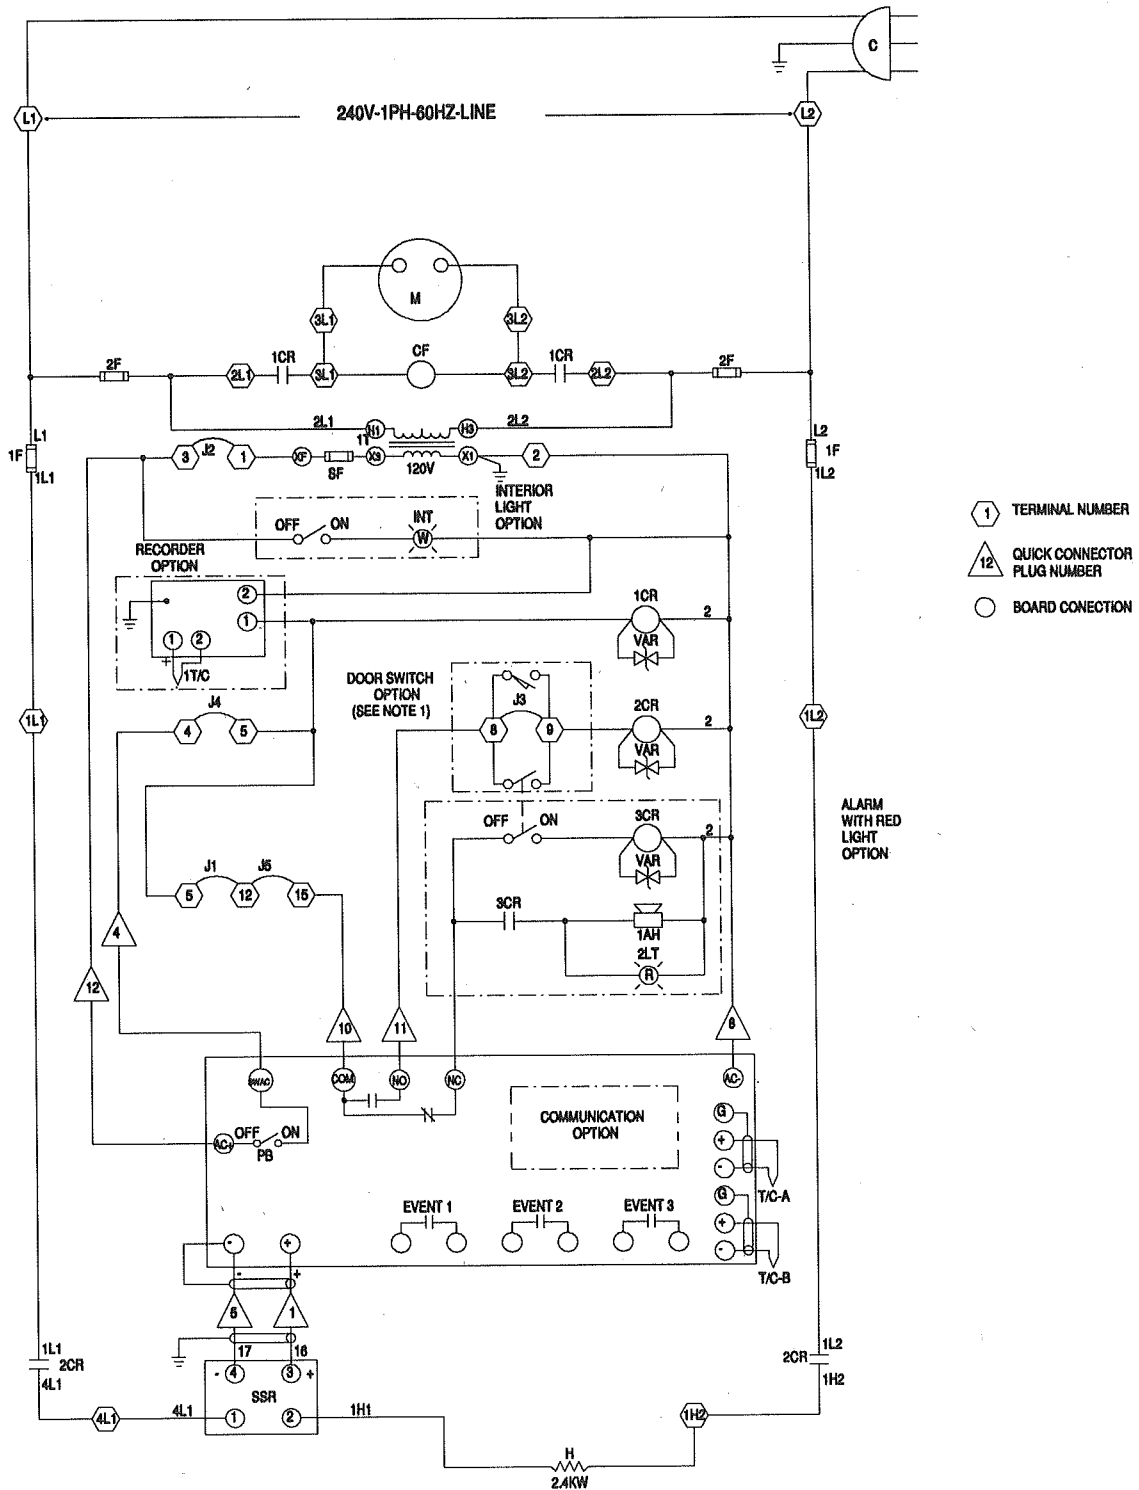 C
L1
240V-1PH-60HZ-LINE
L2
M
3L1
3L2
2F
2L1
1CR
3L1
CF
3L2
1CR
2L2
2F
2L1
H1
H3
2L2
1T
L1
1F
1L1
3
J2
1
XF
SF
X3
120V
X1
2
L2
1F
1L2
INTERIOR
LIGHT
OPTION
OFF
ON
INT
W
1
TERMINAL NUMBER
12
QUICK CONNECTOR
PLUG NUMBER
BOARD CONECTION
RECORDER
OPTION
2
1
1
2
+
1T/C
1CR
VAR
2
DOOR SWITCH
OPTION
(SEE NOTE 1)
J3
8
9
2CR
VAR
2
1L1
J4
4
5
1L2
ALARM
WITH RED
LIGHT
OPTION
OFF
ON
3CR
VAR
2
J1
J5
5
12
15
3CR
1AH
2LT
R
4
12
10
11
6
SWAC
COM
NO
NC
AC-
COMMUNICATION
OPTION
AC+
OFF
ON
PB
G
+
-
T/C-A
G
+
-
T/C-B
EVENT 1
EVENT 2
EVENT 3
-
+
-
+
5
1
17
16
- 4
3 +
SSR
1
2
1L1
2CR
4L1
4L1
4L1
1H1
H
2.4KW
1H2
1L2
2CR
1H2